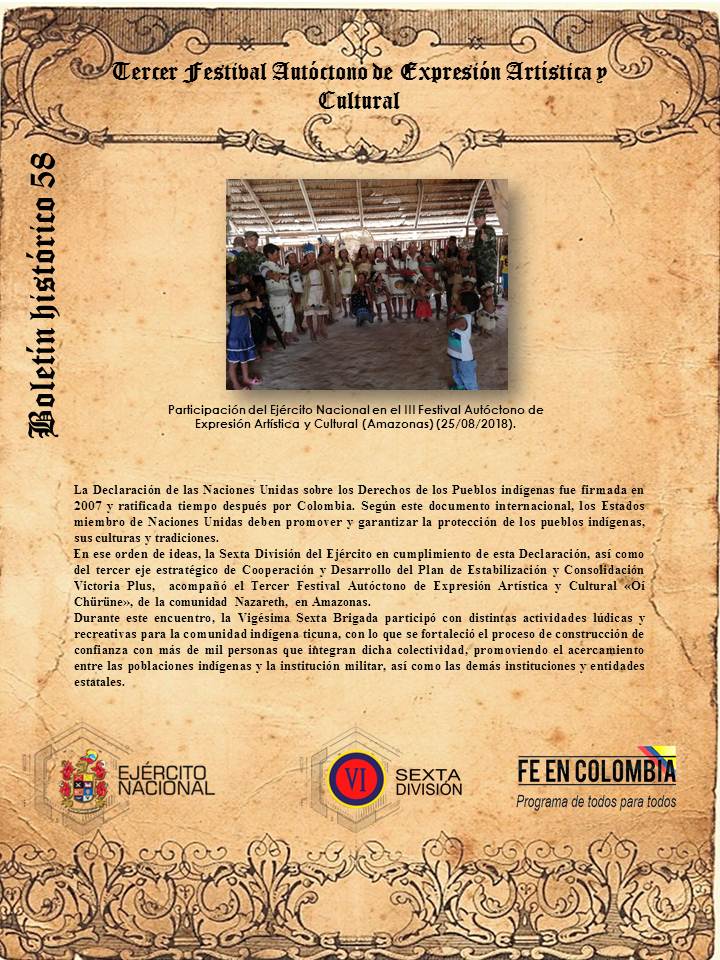 Tercer Festival Autóctono de Expresión Artística y
Cultural
Boletín histórico 58
Participación del Ejército Nacional en el III Festival Autóctono de
Expresión Artística y Cultural (Amazonas) (25/08/2018).
La Declaración de las Naciones Unidas sobre los Derechos de los Pueblos indígenas fue firmada en
2007 y ratificada tiempo después por Colombia. Según este documento internacional, los Estados
miembro de Naciones Unidas deben promover y garantizar la protección de los pueblos indígenas,
sus culturas y tradiciones.
En ese orden de ideas, la Sexta División del Ejército en cumplimiento de esta Declaración, así como
del tercer eje estratégico de Cooperación y Desarrollo del Plan de Estabilización y Consolidación
Victoria Plus, acompañó el Tercer Festival Autóctono de Expresión Artística y Cultural «Oí
Chürüne», de la comunidad Nazareth, en Amazonas.
Durante este encuentro, la Vigésima Sexta Brigada participó con distintas actividades lúdicas y
recreativas para la comunidad indígena ticuna, con lo que se fortaleció el proceso de construcción de
confianza con más de mil personas que integran dicha colectividad, promoviendo el acercamiento
entre las poblaciones indígenas y la institución militar, así como las demás instituciones y entidades
estatales.
EJÉRCITO
NACIONAL
VI
SEXTA
DIVISIÓN
FE EN COLOMBIA
Programa de todos para todos